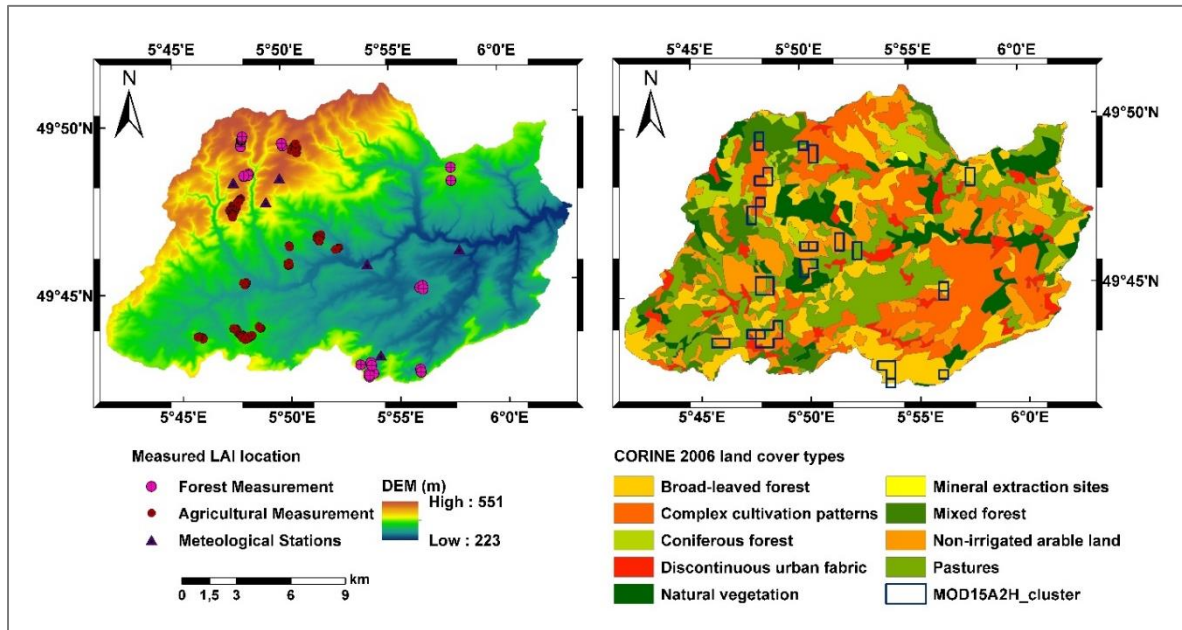 5°45'E 5°50'E 5°55'E 6°0'E
N
49°50'N
49°45'N
5°45'E 5°50'E 5°55'E 6°0'E
5°45'E 5°50'E 5°55'E 6°0'E
N
49°50'N
49°45'N
5°45'E 5°50'E 5°55'E 6°0'E
Measured LAI location
Forest Measurement
Agricultural Measurement
Meteological Stations
DEM (m)
High : 551
Low : 223
km
0 1,5 3 6 9
CORINE 2006 land cover types
Broad-leaved forest
Complex cultivation patterns
Coniferous forest
Discontinuous urban fabric
Natural vegetation
Mineral extraction sites
Mixed forest
Non-irrigated arable land
Pastures
MOD15A2H_cluster